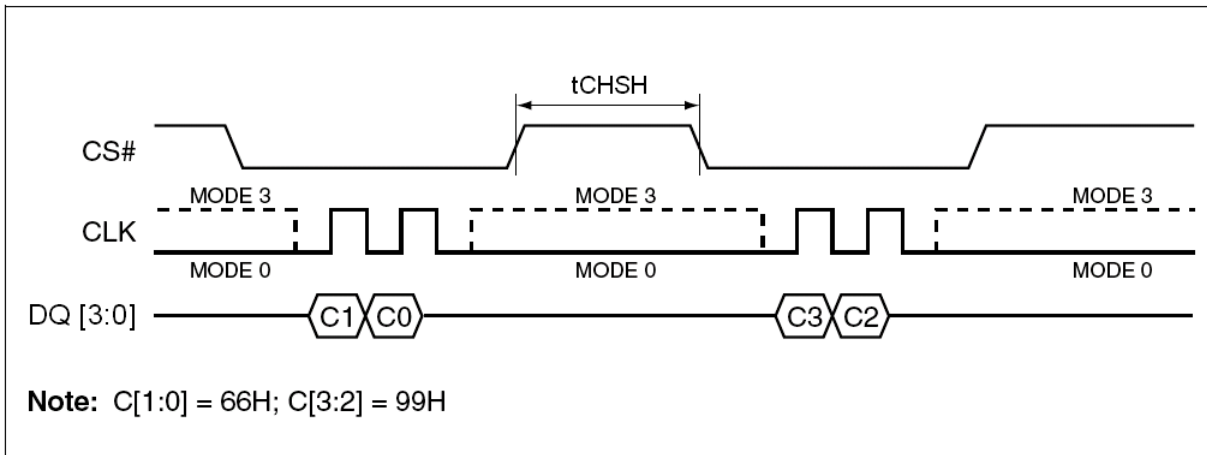 tCHSH
CS#
MODE 3 MODE 3 MODE 3
CLK
MODE 0 MODE 0 MODE 0
DQ [3:0] C1 C0 C3 C2
Note: C[1:0] = 66H; C[3:2] = 99H